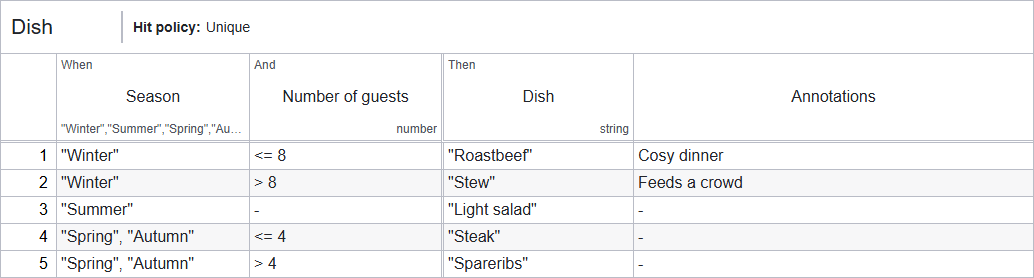 Dish Hit policy: Unique
When And Then
Season Number of guests Dish Annotations
"Winter","Summer","Spring","Au... number string
1 "Winter" <= 8 "Roastbeef" Cosy dinner
2 "Winter" > 8 "Stew" Feeds a crowd
3 "Summer" - "Light salad" -
4 "Spring", "Autumn" <= 4 "Steak" -
5 "Spring", "Autumn" > 4 "Spareribs" -